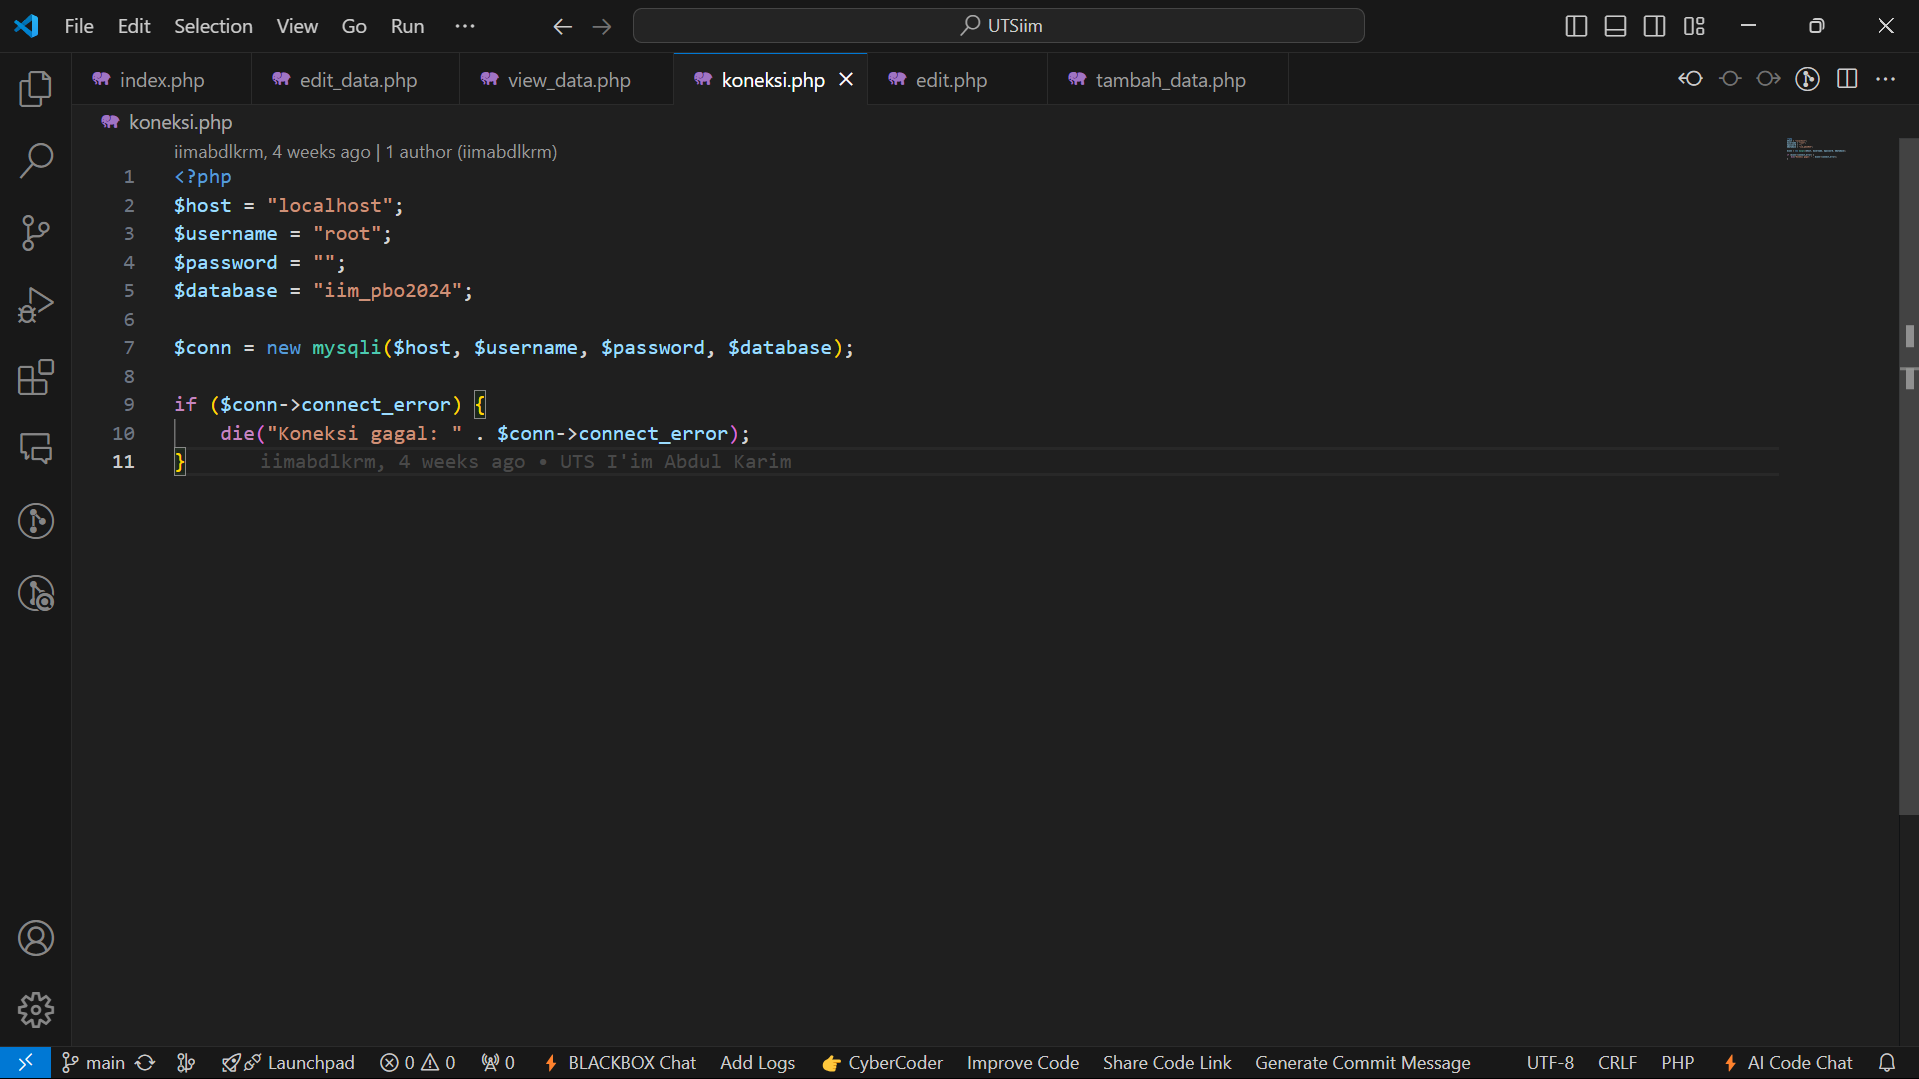 File Edit Selection View Go Run ···
UTSiim
index.php
edit_data.php
view_data.php
koneksi.php
edit.php
tambah_data.php
koneksi.php
iimabdlkrm, 4 weeks ago | 1 author (iimabdlkrm)
1 <?php
2 $host = "localhost";
3 $username = "root";
4 $password = "";
5 $database = "iim_pbo2024";
6
7 $conn = new mysqli($host, $username, $password, $database);
8
9 if ($conn->connect_error) {
10 die("Koneksi gagal: " . $conn->connect_error);
11 } iimabdlkrm, 4 weeks ago • UTS I'im Abdul Karim
main Launchpad 0 0 0 BLACKBOX Chat Add Logs 👉 CyberCoder Improve Code Share Code Link Generate Commit Message UTF-8 CRLF PHP AI Code Chat